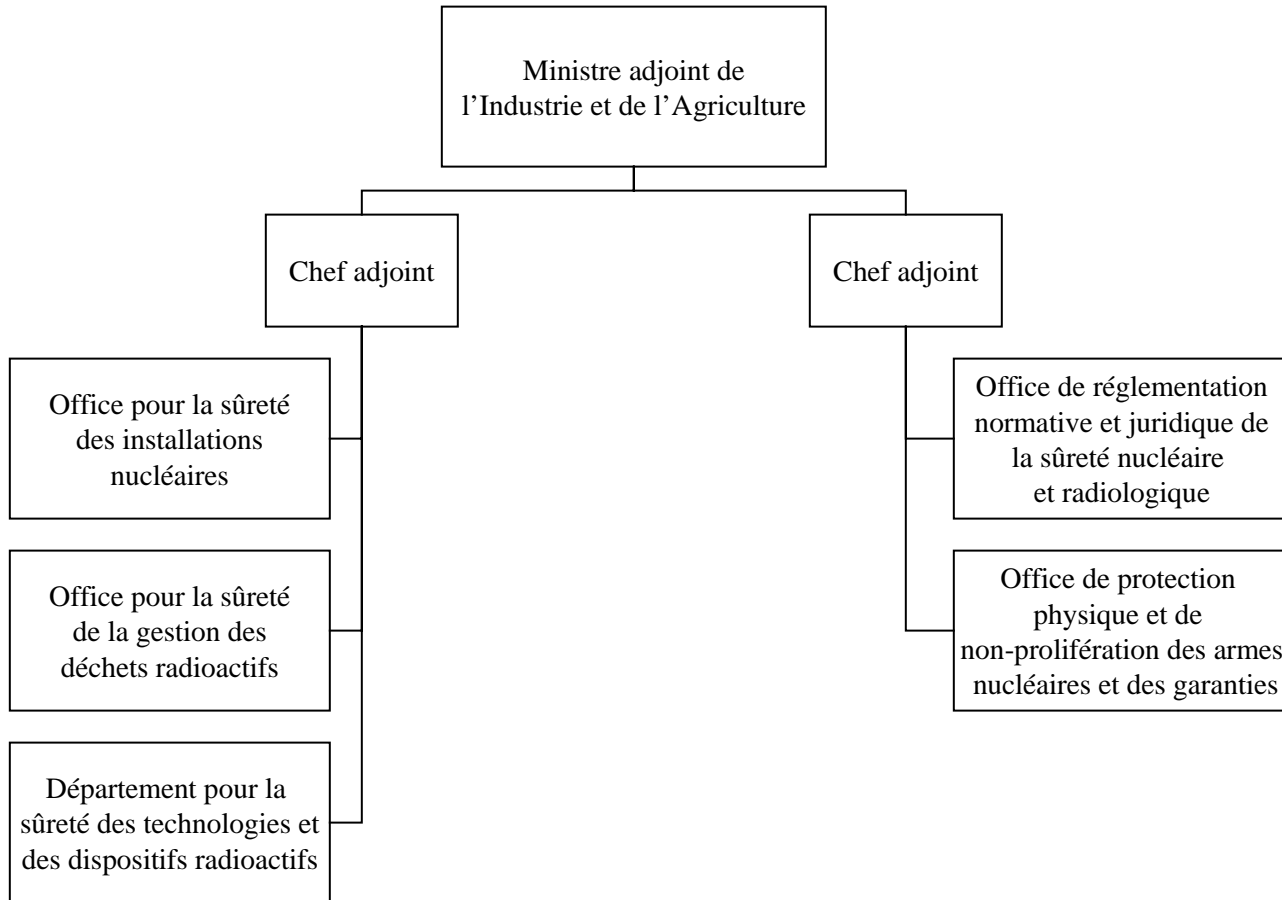 Ministre adjoint de
l’Industrie et de l’Agriculture
Chef adjoint
Chef adjoint
Office pour la sûreté
des installations
nucléaires
Office pour la sûreté
de la gestion des
déchets radioactifs
Département pour la
sûreté des technologies et
des dispositifs radioactifs
Office de réglementation
normative et juridique de
la sûreté nucléaire
et radiologique
Office de protection
physique et de
non-prolifération des armes
nucléaires et des garanties